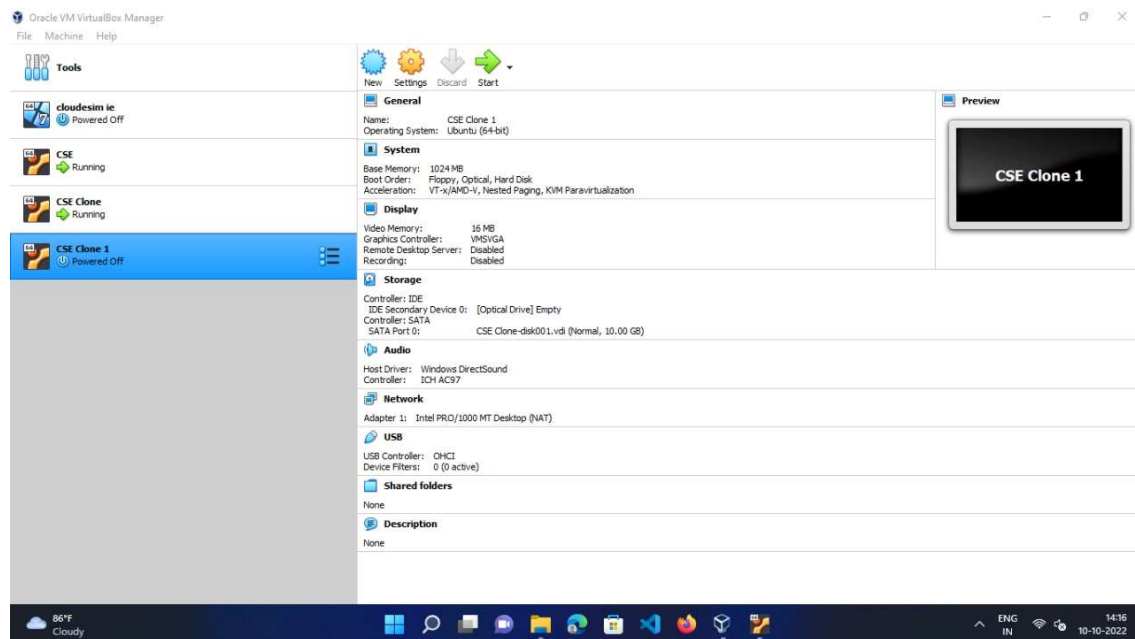 Oracle VM VirtualBox Manager
File Machine Help
Tools
64 7 cloudesim ie
Powered Off
64 CSE
Running
64 CSE Clone
Running
64 CSE Clone 1
Powered Off
New Settings Discard Start
General
Name: CSE Clone 1
Operating System: Ubuntu (64-bit)
System
Base Memory: 1024 MB
Boot Order: Floppy, Optical, Hard Disk
Acceleration: VT-x/AMD-V, Nested Paging, KVM Paravirtualization
Display
Video Memory: 16 MB
Graphics Controller: VMSVGA
Remote Desktop Server: Disabled
Recording: Disabled
Storage
Controller: IDE
IDE Secondary Device 0: [Optical Drive] Empty
Controller: SATA
SATA Port 0: CSE Clone-disk001.vdi (Normal, 10.00 GB)
Audio
Host Driver: Windows DirectSound
Controller: ICH AC97
Network
Adapter 1: Intel PRO/1000 MT Desktop (NAT)
USB
USB Controller: OHCI
Device Filters: 0 (0 active)
Shared folders
None
Description
None
Preview
CSE Clone 1
86°F
Cloudy
ENG
IN
14:16
10-10-2022